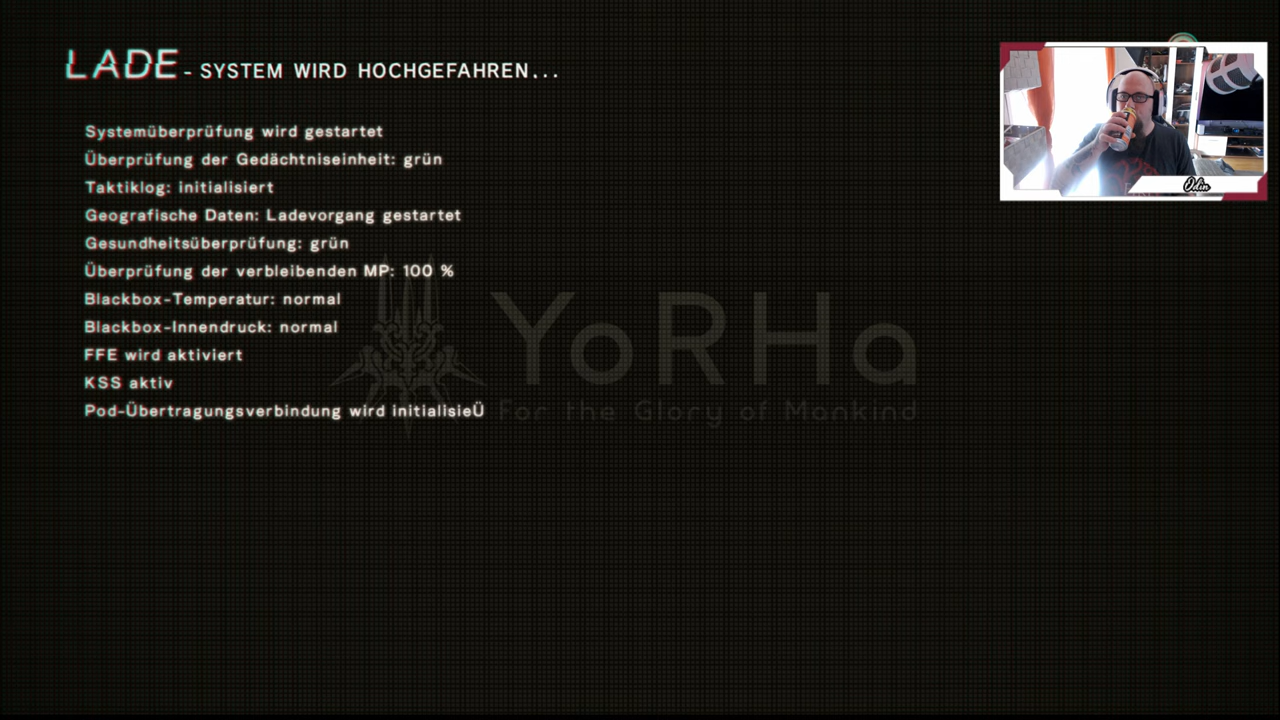 LADE - SYSTEM WIRD HOCHGEFAHREN...
Systemüberprüfung wird gestartet
Überprüfung der Gedächtniseinheit: grün
Taktiklog: initialisiert
Geografische Daten: Ladevorgang gestartet
Gesundheitsüberprüfung: grün
Überprüfung der verbleibenden MP: 100 %
Blackbox-Temperatur: normal
Blackbox-Innendruck: normal
FFE wird aktiviert
KSS aktiv
Pod-Übertragungsverbindung wird initialisieÜ
YoRHa
For the Glory of Mankind
Odin